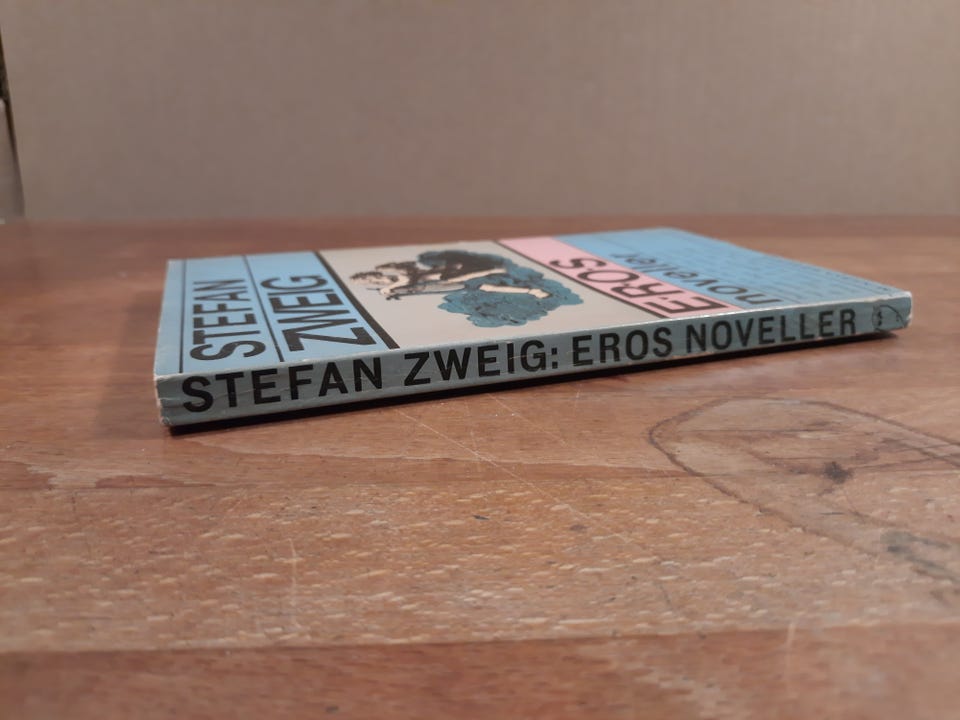 STEFAN
ZWEIG
EROS
noveller
STEFAN ZWEIG: EROS NOVELLER